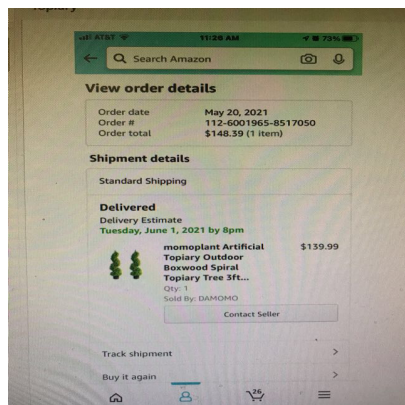 Topiary
AT&T 11:26 AM 73%
Search Amazon
View order details
Order date May 20, 2021
Order # 112-6001965-8517050
Order total $148.39 (1 item)
Shipment details
Standard Shipping
Delivered
Delivery Estimate
Tuesday, June 1, 2021 by 8pm
momoplant Artificial $139.99
Topiary Outdoor
Boxwood Spiral
Topiary Tree 3ft...
Qty: 1
Sold By: DAMOMO
Contact Seller
Track shipment
Buy it again
26